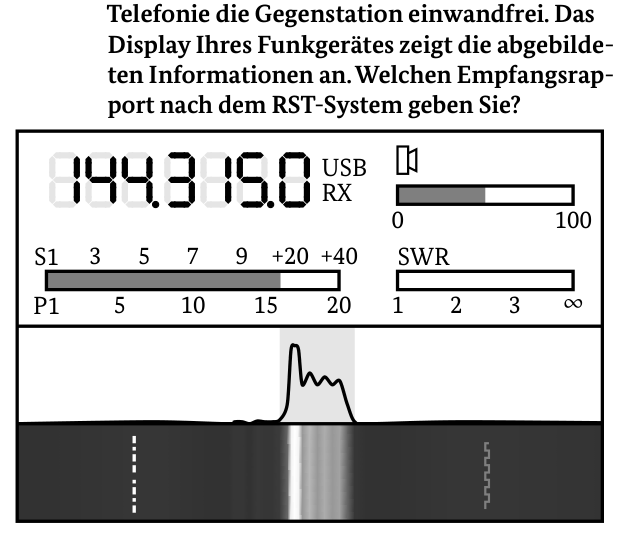 Telefonie die Gegenstation einwandfrei. Das
Display Ihres Funkgerätes zeigt die abgebilde-
ten Informationen an. Welchen Empfangsrap-
port nach dem RST-System geben Sie?
144.315.0 USB
RX
0 100
S1 3 5 7 9 +20 +40
SWR
P1 5 10 15 20
1 2 3 ∞